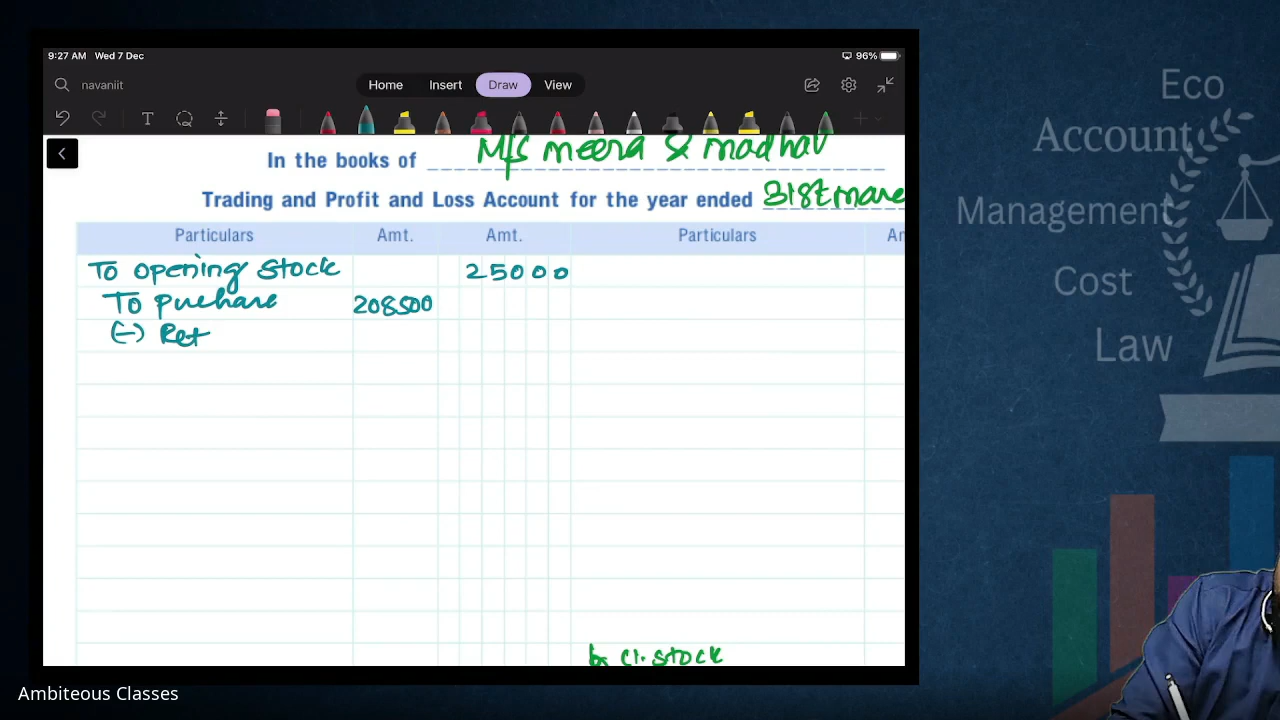 9:27 AM Wed 7 Dec
96%
navaniit
Home Insert Draw View
In the books of M/s meera & madhav
Trading and Profit and Loss Account for the year ended 31st
Particulars Amt. Amt. Particulars
To opening stock 25000
To purchase 208500
(-) Ret
by Cl. stock
Eco
Account
Management
Cost
Law
Ambiteous Classes